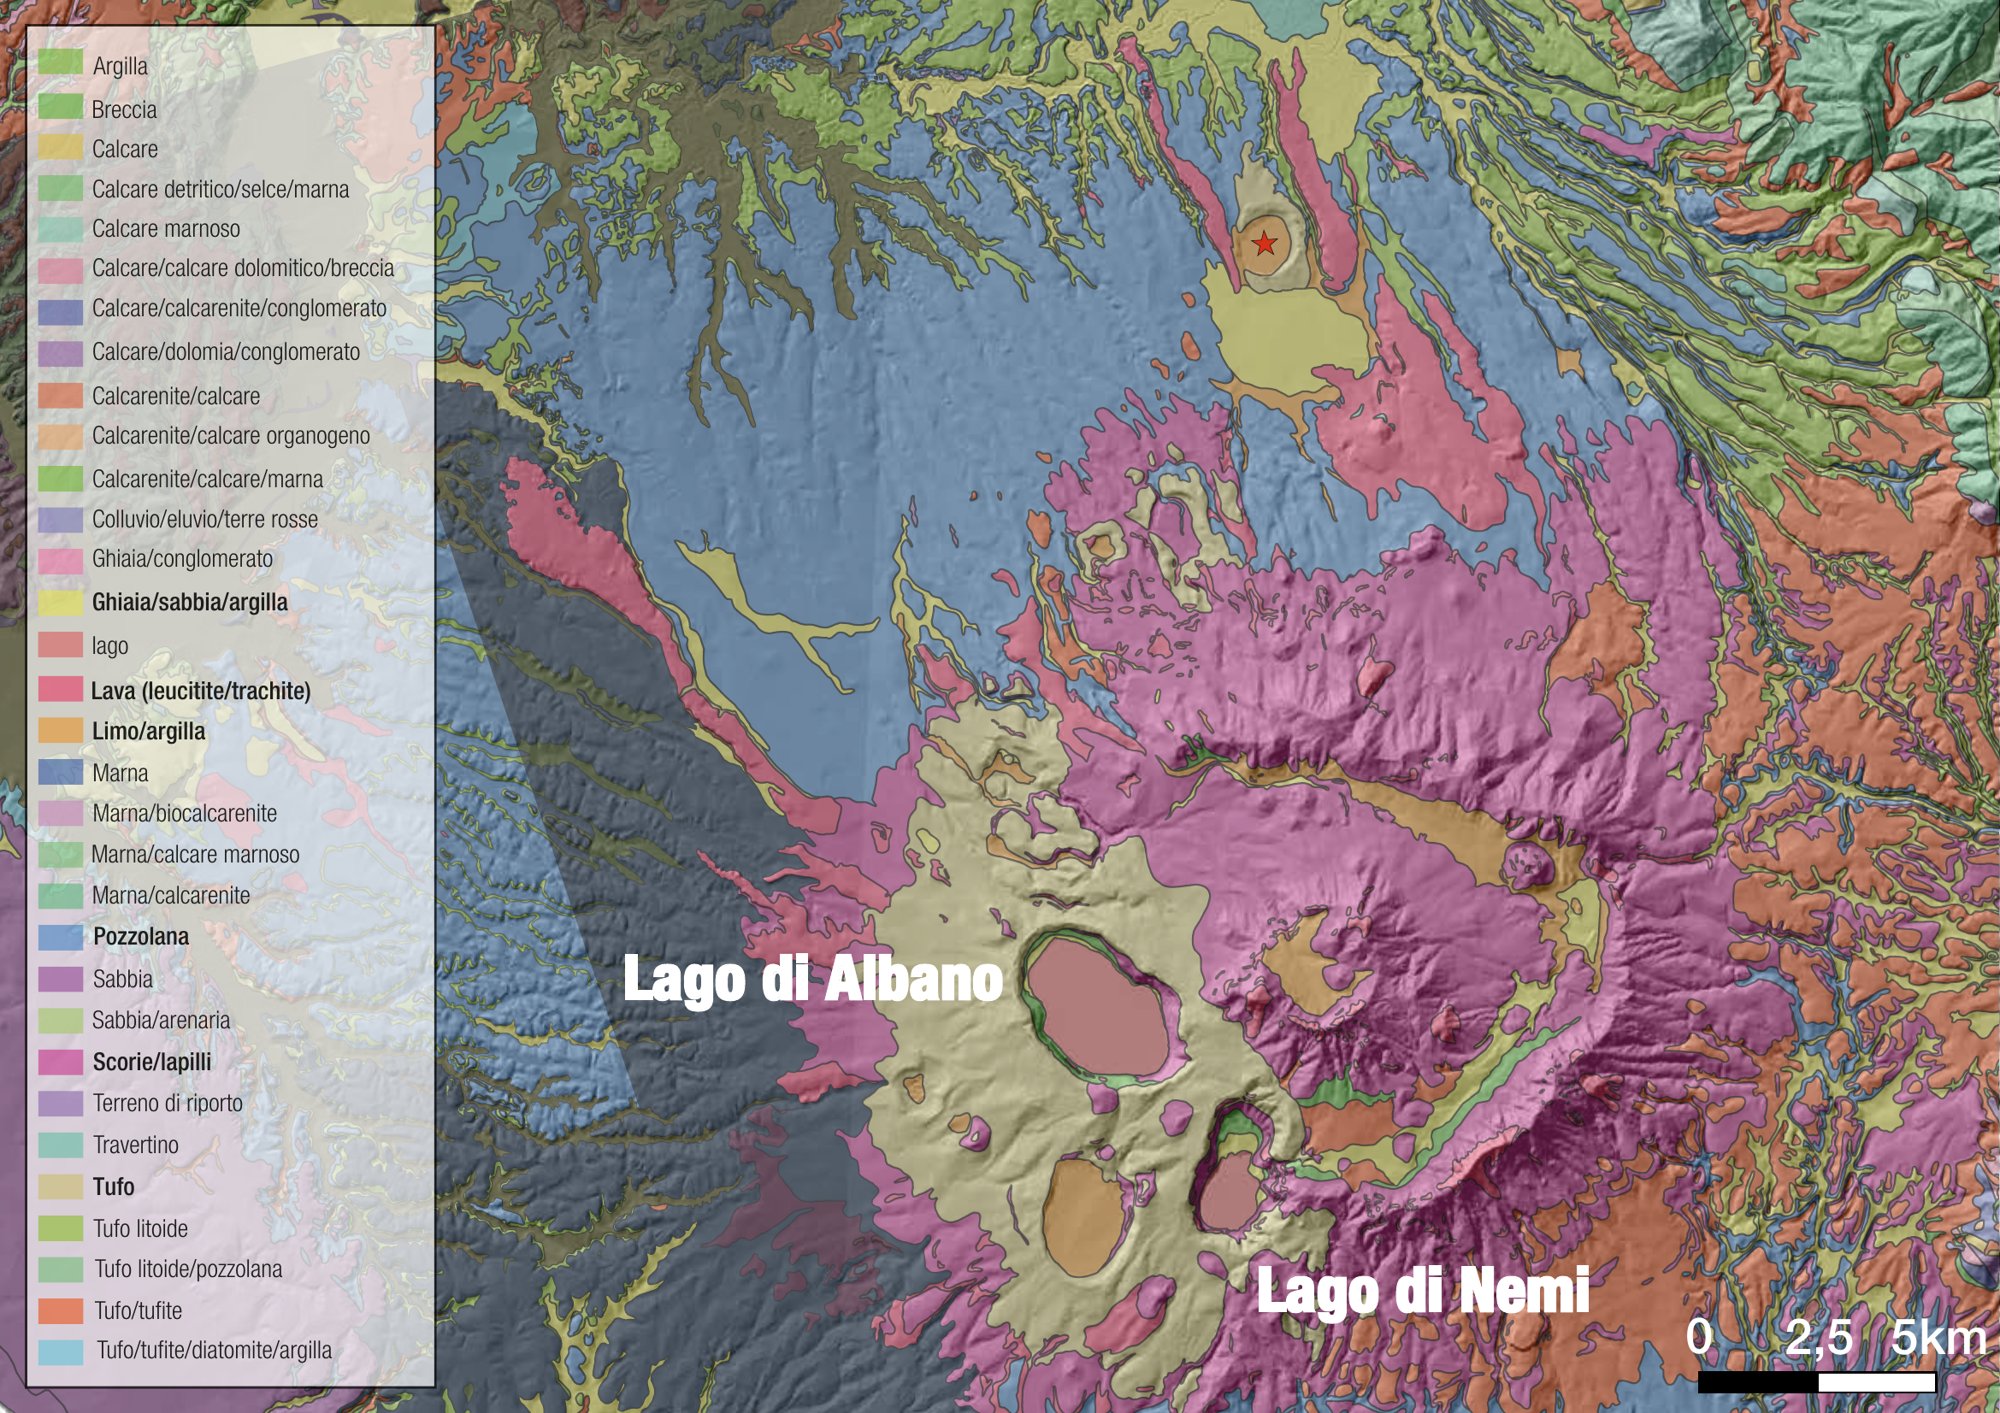 Argilla
Breccia
Calcare
Calcare detritico/selce/marna
Calcare marnoso
Calcare/calcare dolomitico/breccia
Calcare/calcarenite/conglomerato
Calcare/dolomia/conglomerato
Calcarenite/calcare
Calcarenite/calcare organogeno
Calcarenite/calcare/marna
Colluvio/eluvio/terre rosse
Ghiaia/conglomerato
Ghiaia/sabbia/argilla
lago
Lava (leucitite/trachite)
Limo/argilla
Marna
Marna/biocalcarenite
Marna/calcare marnoso
Marna/calcarenite
Pozzolana
Sabbia
Sabbia/arenaria
Scorie/lapilli
Terreno di riporto
Travertino
Tufo
Tufo litoide
Tufo litoide/pozzolana
Tufo/tufite
Tufo/tufite/diatomite/argilla
Lago di Albano
Lago di Nemi
0 2,5 5km